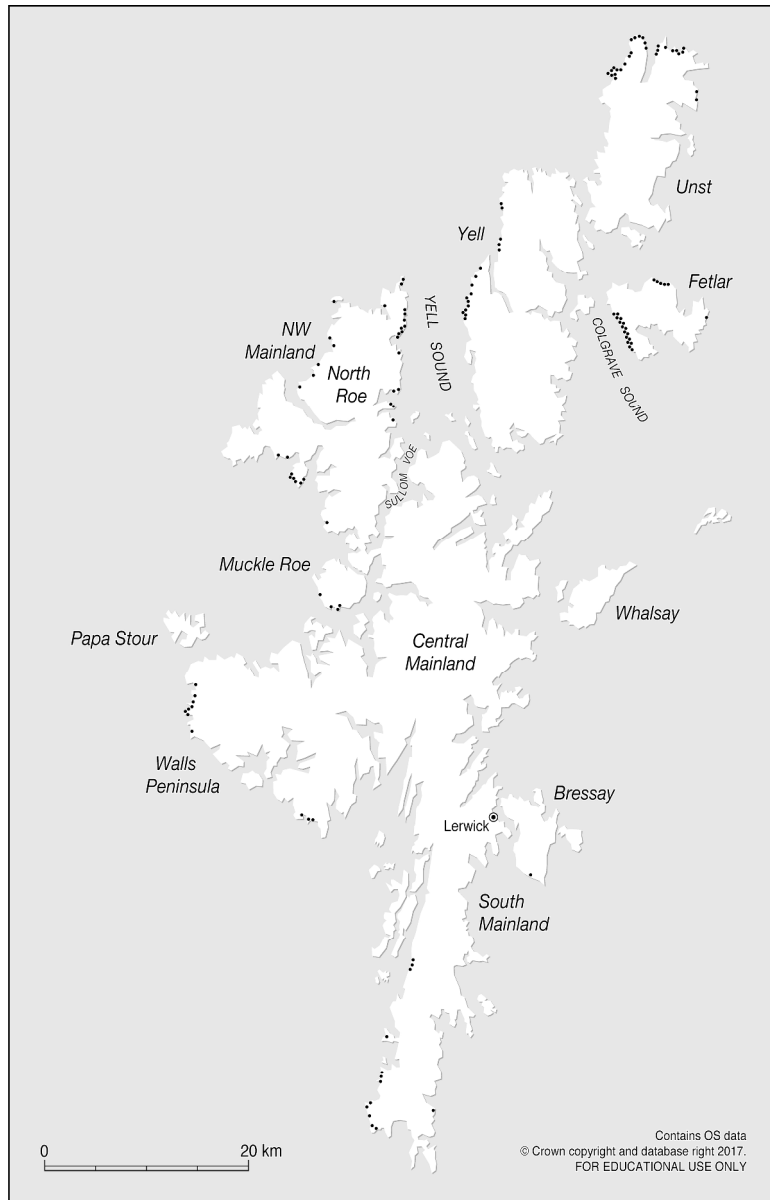 Unst
Yell
Fetlar
YELL SOUND
COLGRAVE SOUND
NW
Mainland
North
Roe
SULLOM VOE
Muckle Roe
Whalsay
Papa Stour
Central
Mainland
Walls
Peninsula
Bressay
Lerwick
South
Mainland
0 20 km
Contains OS data
© Crown copyright and database right 2017.
FOR EDUCATIONAL USE ONLY